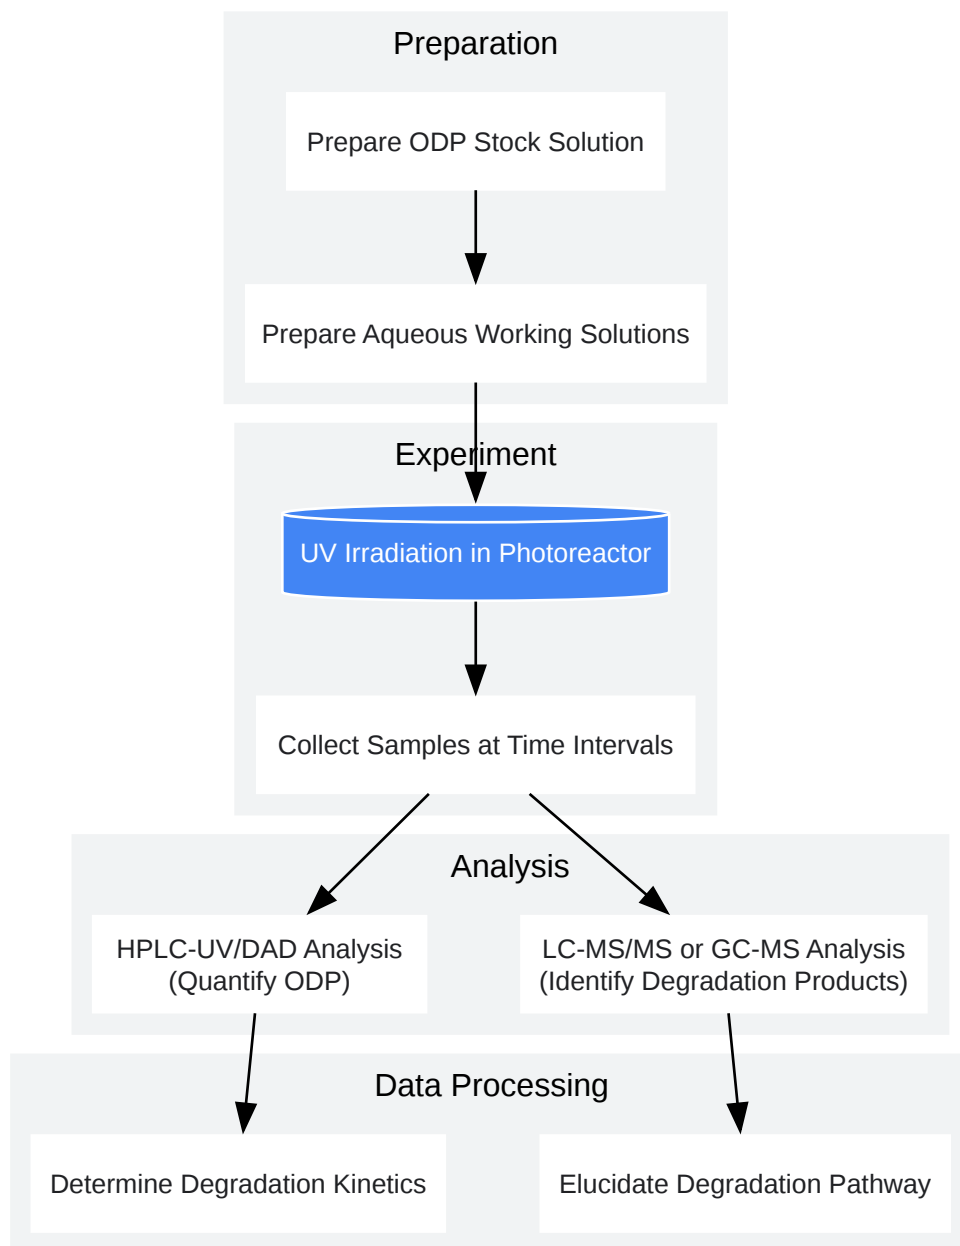 Preparation
Prepare ODP Stock Solution
Prepare Aqueous Working Solutions
Experiment
UV Irradiation in Photoreactor
Collect Samples at Time Intervals
Analysis
HPLC-UV/DAD Analysis
(Quantify ODP)
LC-MS/MS or GC-MS Analysis
(Identify Degradation Products)
Data Processing
Determine Degradation Kinetics
Elucidate Degradation Pathway